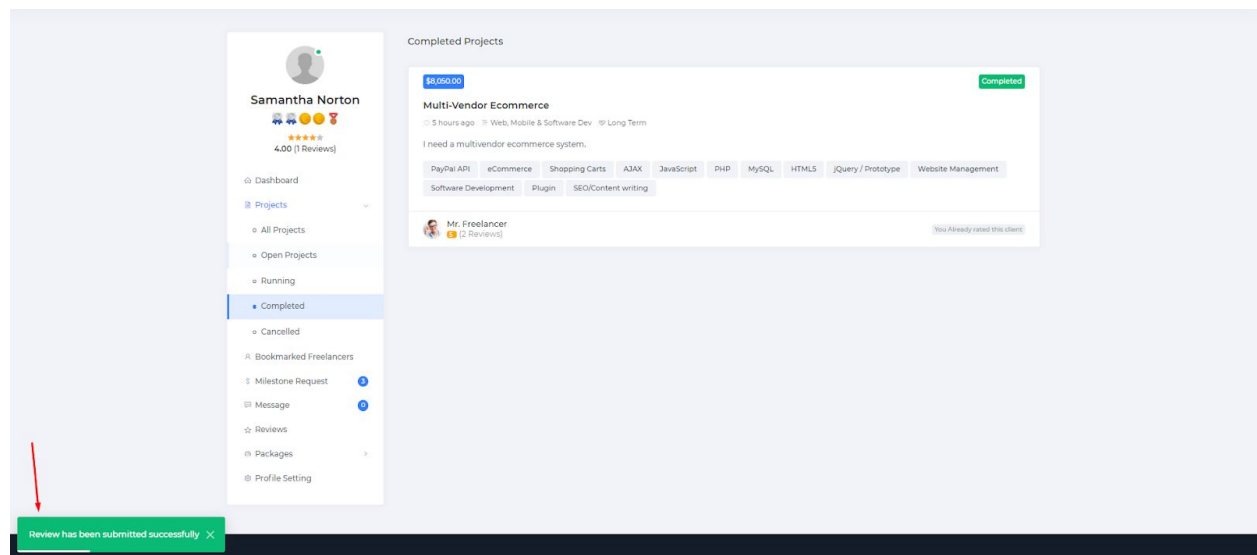 Samantha Norton
4.00 (1 Reviews)
Dashboard
Projects
All Projects
Open Projects
Running
Completed
Cancelled
Bookmarked Freelancers
Milestone Request 3
Message 0
Reviews
Packages
Profile Setting
Completed Projects
$8,050.00 Completed
Multi-Vendor Ecommerce
5 hours ago Web, Mobile & Software Dev Long Term
I need a multivendor ecommerce system.
PayPal API eCommerce Shopping Carts AJAX JavaScript PHP MySQL HTML5 jQuery / Prototype Website Management
Software Development Plugin SEO/Content writing
Mr. Freelancer
5 (2 Reviews)
You Already rated this client
Review has been submitted successfully